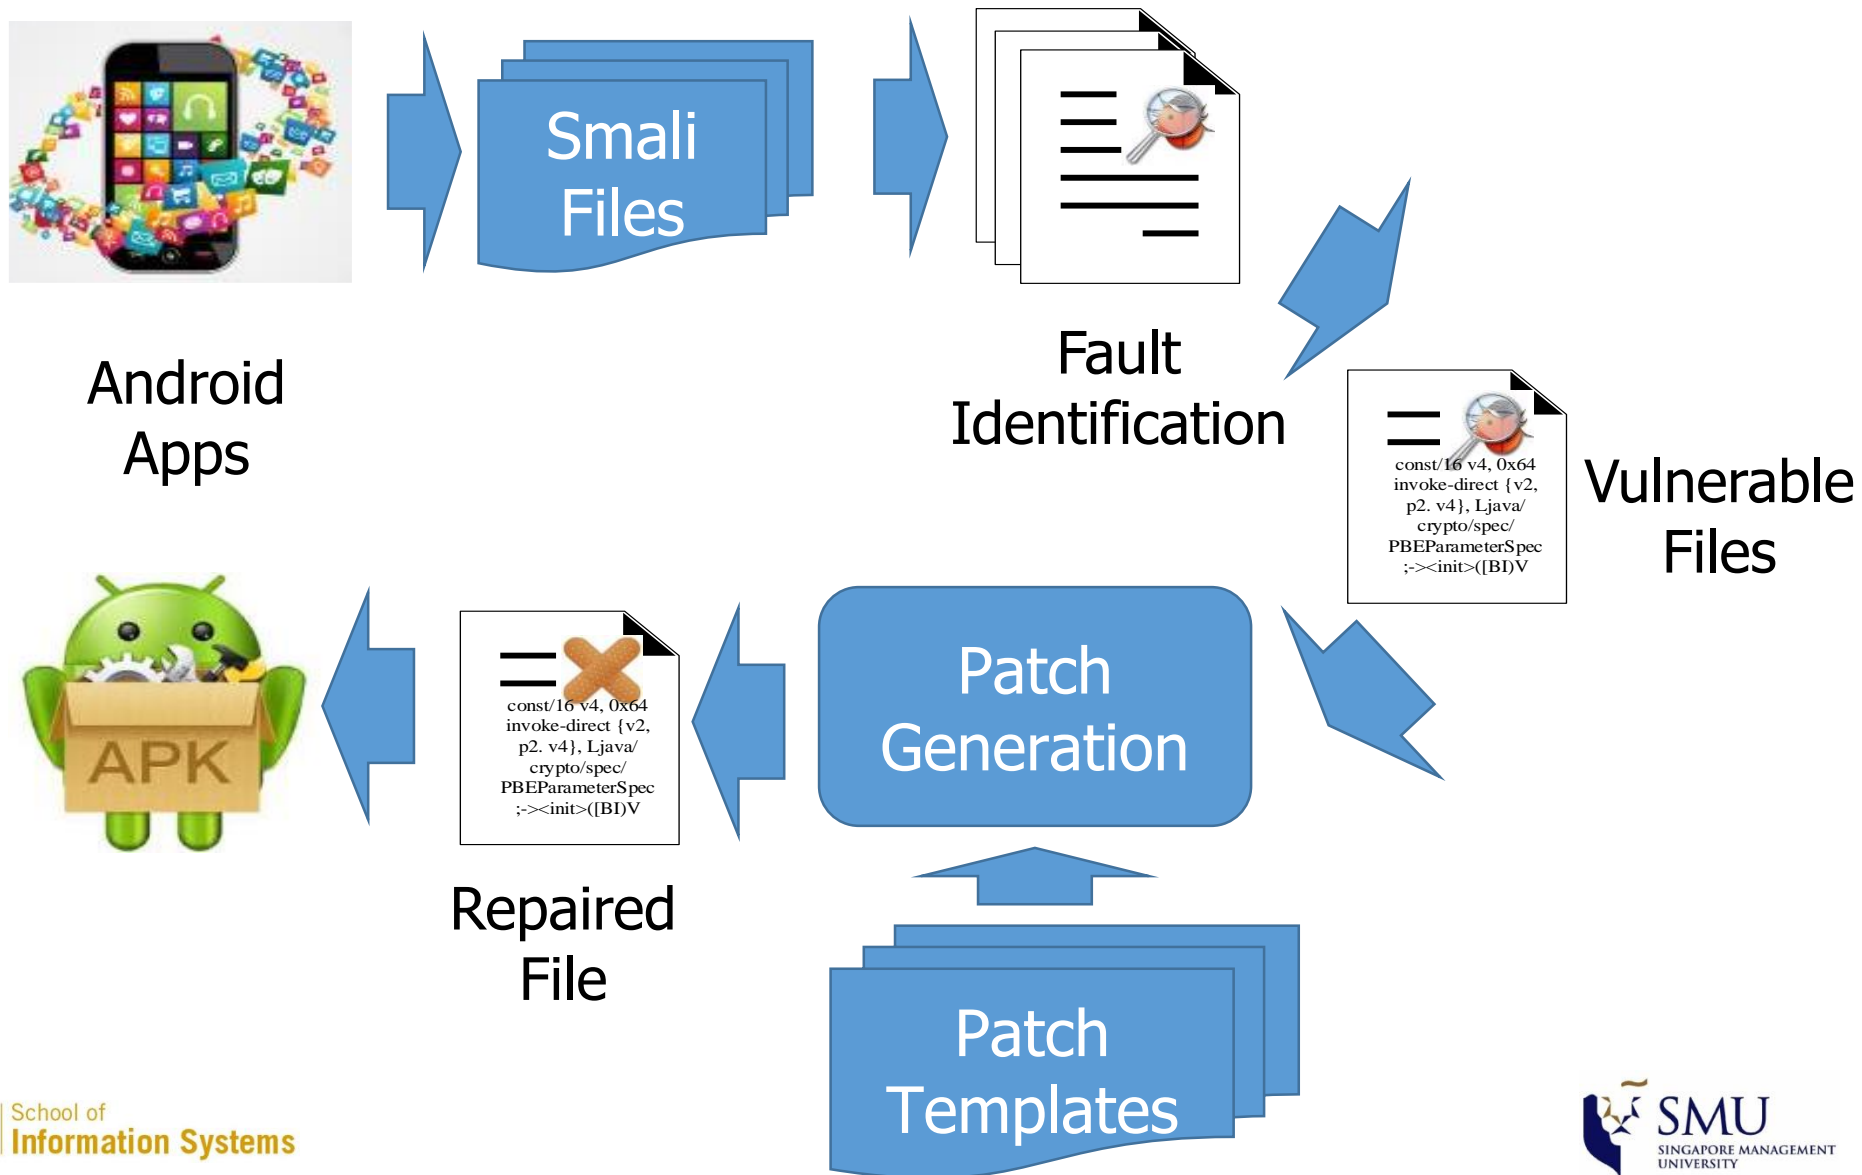 Smali
Files
Android
Apps
Fault
Identification
const/16 v4, 0x64
invoke-direct {v2,
p2. v4}, Ljava/
crypto/spec/
PBEParameterSpec
;-><init>([BI)V
Vulnerable
Files
APK
const/16 v4, 0x64
invoke-direct {v2,
p2. v4}, Ljava/
crypto/spec/
PBEParameterSpec
;-><init>([BI)V
Repaired
File
Patch
Generation
Patch
Templates
School of
Information Systems
SMU
SINGAPORE MANAGEMENT
UNIVERSITY